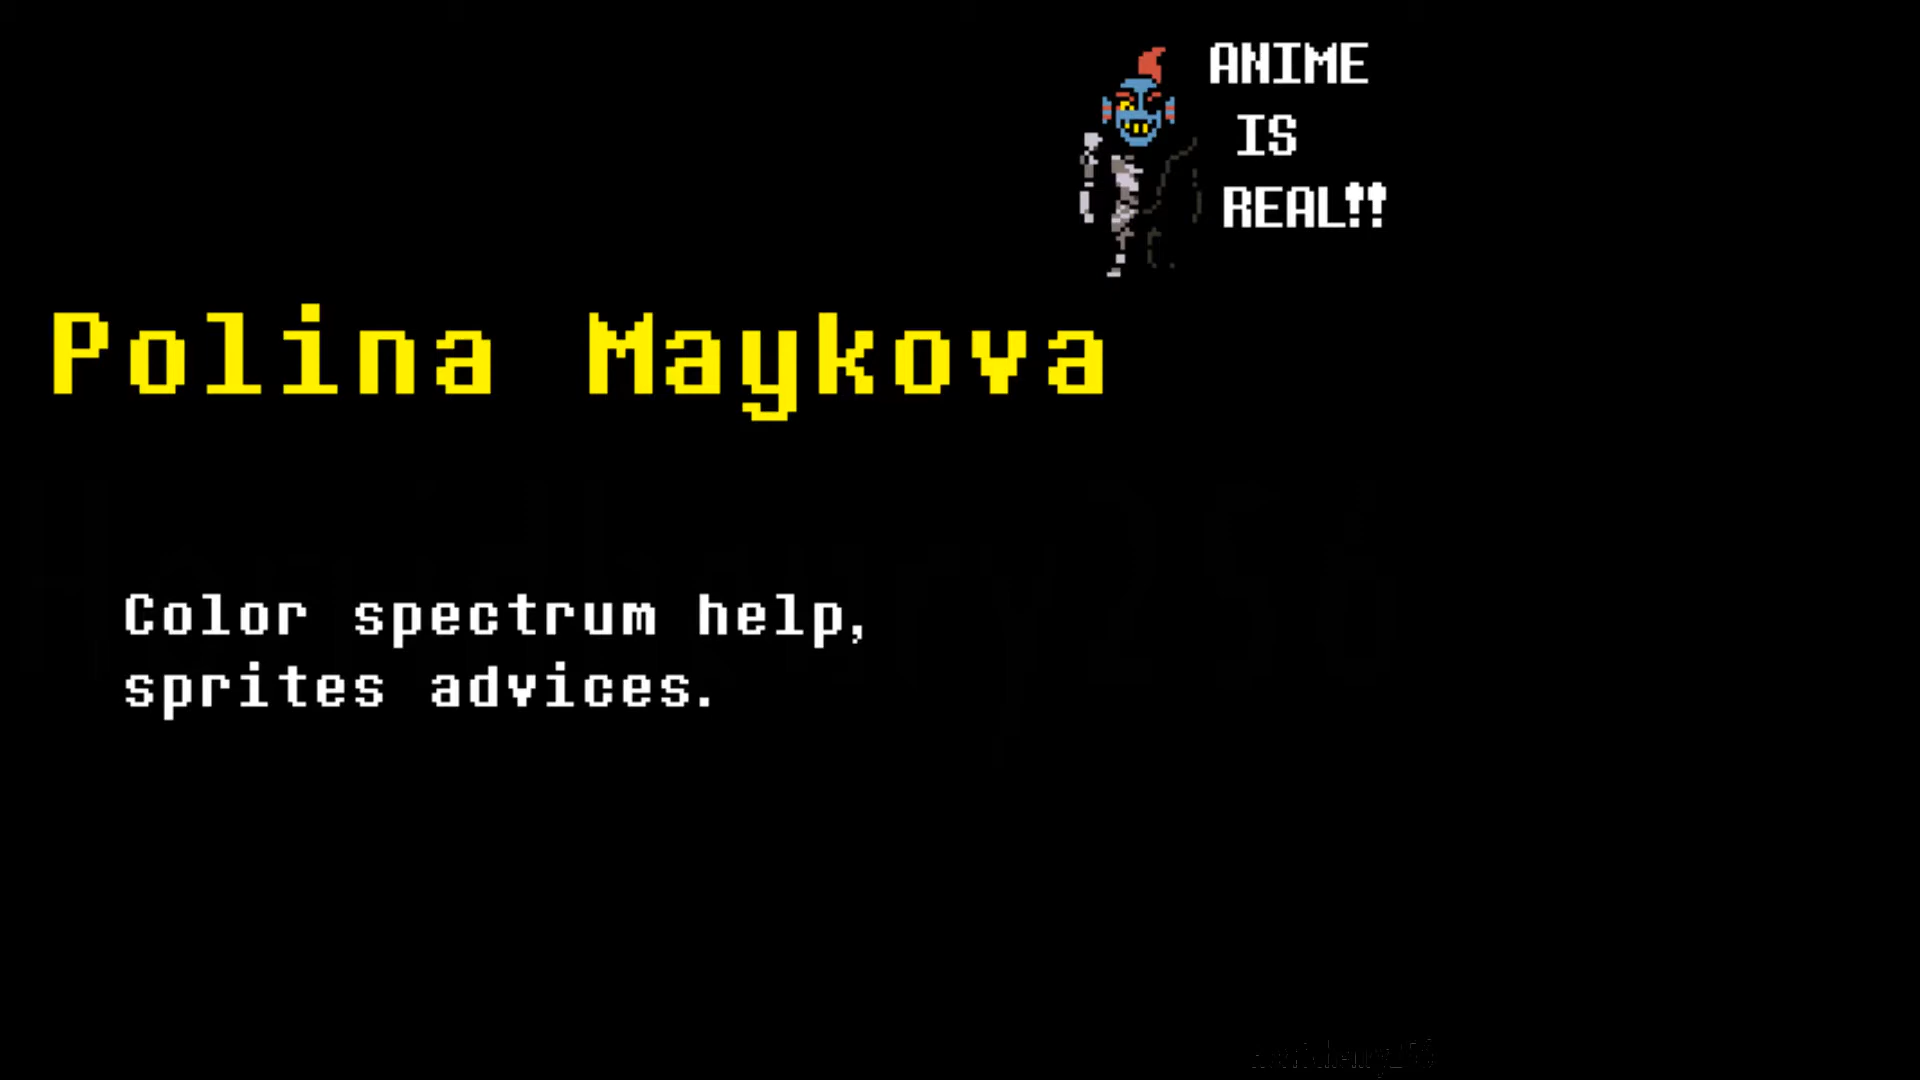 ANIME
IS
REAL!!
Polina Maykova
Color spectrum help,
sprites advices.